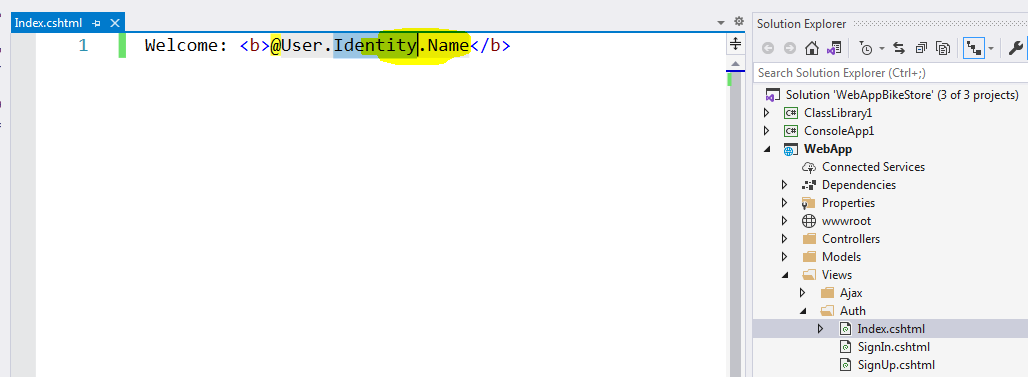 Index.cshtml
1 Welcome: <b>@User.Identity.Name</b>
Solution Explorer
Search Solution Explorer (Ctrl+;)
Solution 'WebAppBikeStore' (3 of 3 projects)
C# ClassLibrary1
C# ConsoleApp1
WebApp
Connected Services
Dependencies
Properties
wwwroot
Controllers
Models
Views
Ajax
Auth
Index.cshtml
SignIn.cshtml
SignUp.cshtml